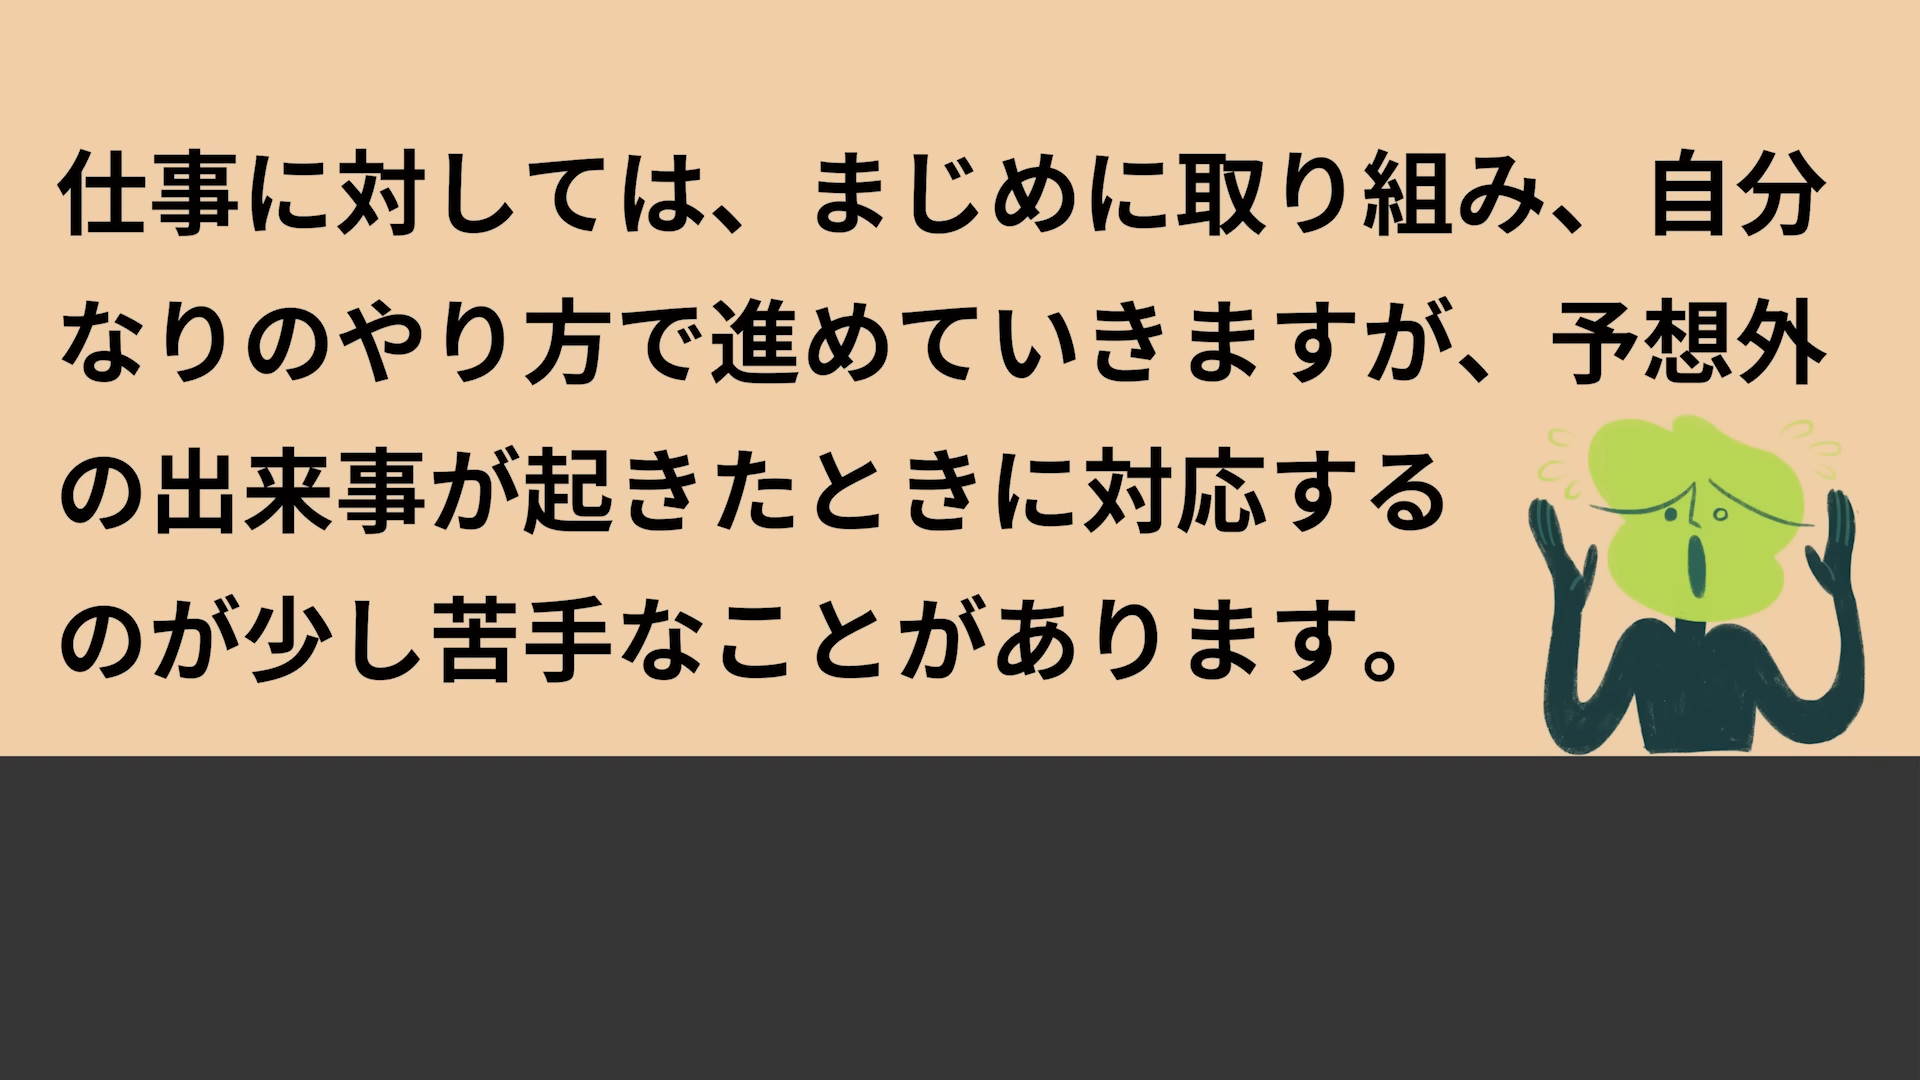 仕事に対しては、まじめに取り組み、自分
なりのやり方で進めていきますが、予想外
の出来事が起きたときに対応する
のが少し苦手なことがあります。